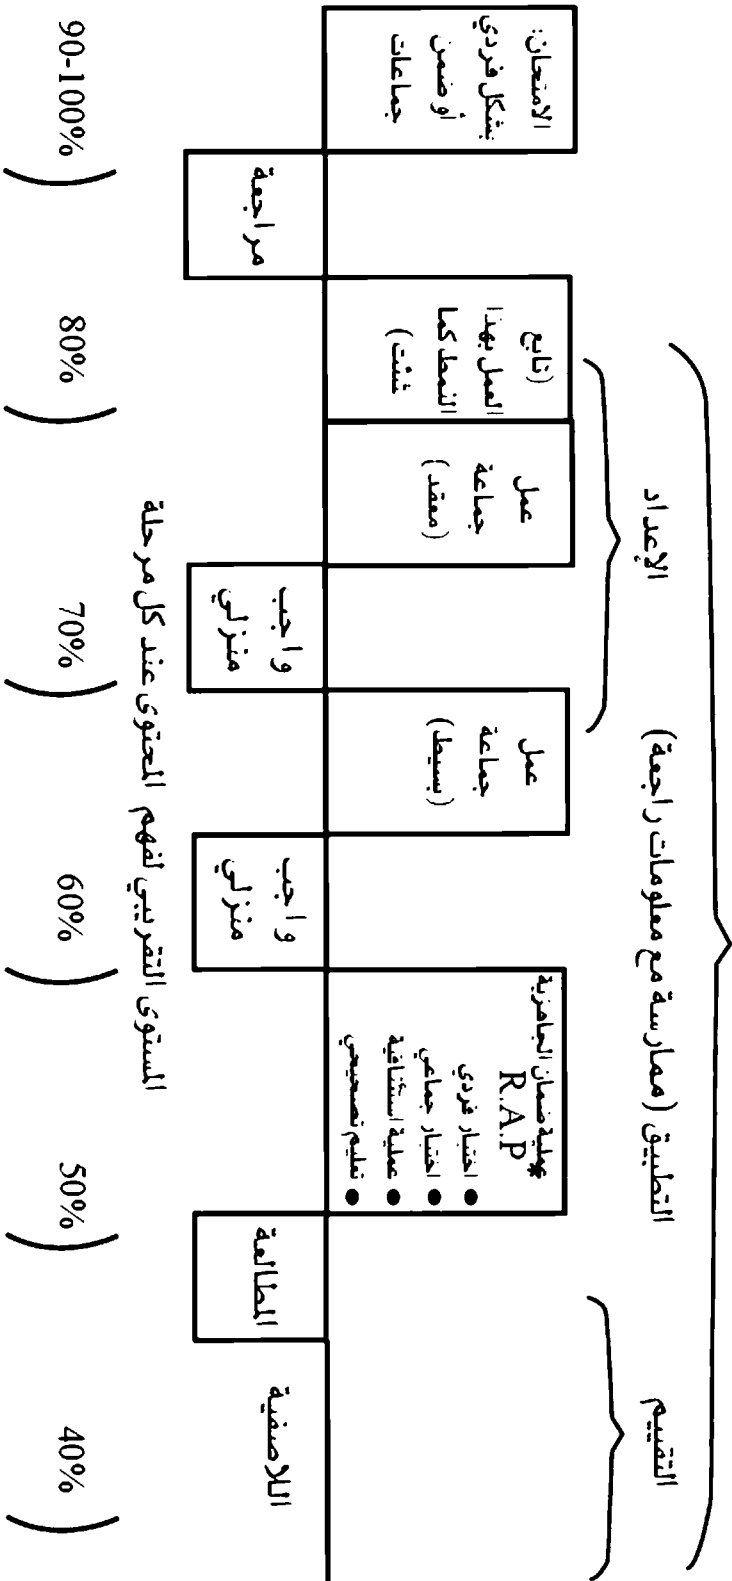 التقييم
التطبيق (ممارسة مع معلومات راجعة)
الإعداد
*عملية ضمان الجاهزية
R.A.P
● اختبار فردي
● اختبار جماعي
● عملية استئنافية
● تعليم تصحيحي
عمل
جماعة
(بسيط)
عمل
جماعة
(معقد)
(تابع
العمل بهذا
النمط كما
شئت)
الامتحان:
بشكل فردي
أو ضمن
جماعات
المطالعة
واجب
منزلي
واجب
منزلي
مراجعة
اللاصفية
المستوى التقريبي لفهم المحتوى عند كل مرحلة
40%
50%
60%
70%
80%
90-100%